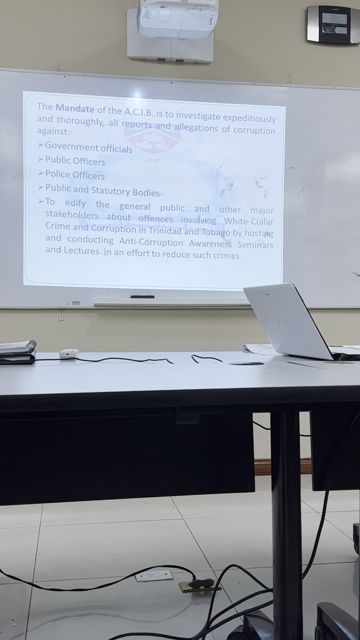 The Mandate of the A.C.I.B. is to investigate expeditiously
and thoroughly, all reports and allegations of corruption
against:-
➢Government officials
➢Public Officers
➢Police Officers
➢Public and Statutory Bodies
➢To edify the general public and other major
stakeholders about offences involving White-Collar
Crime and Corruption in Trinidad and Tobago by hosting
and conducting Anti-Corruption Awareness Seminars
and Lectures in an effort to reduce such crimes.